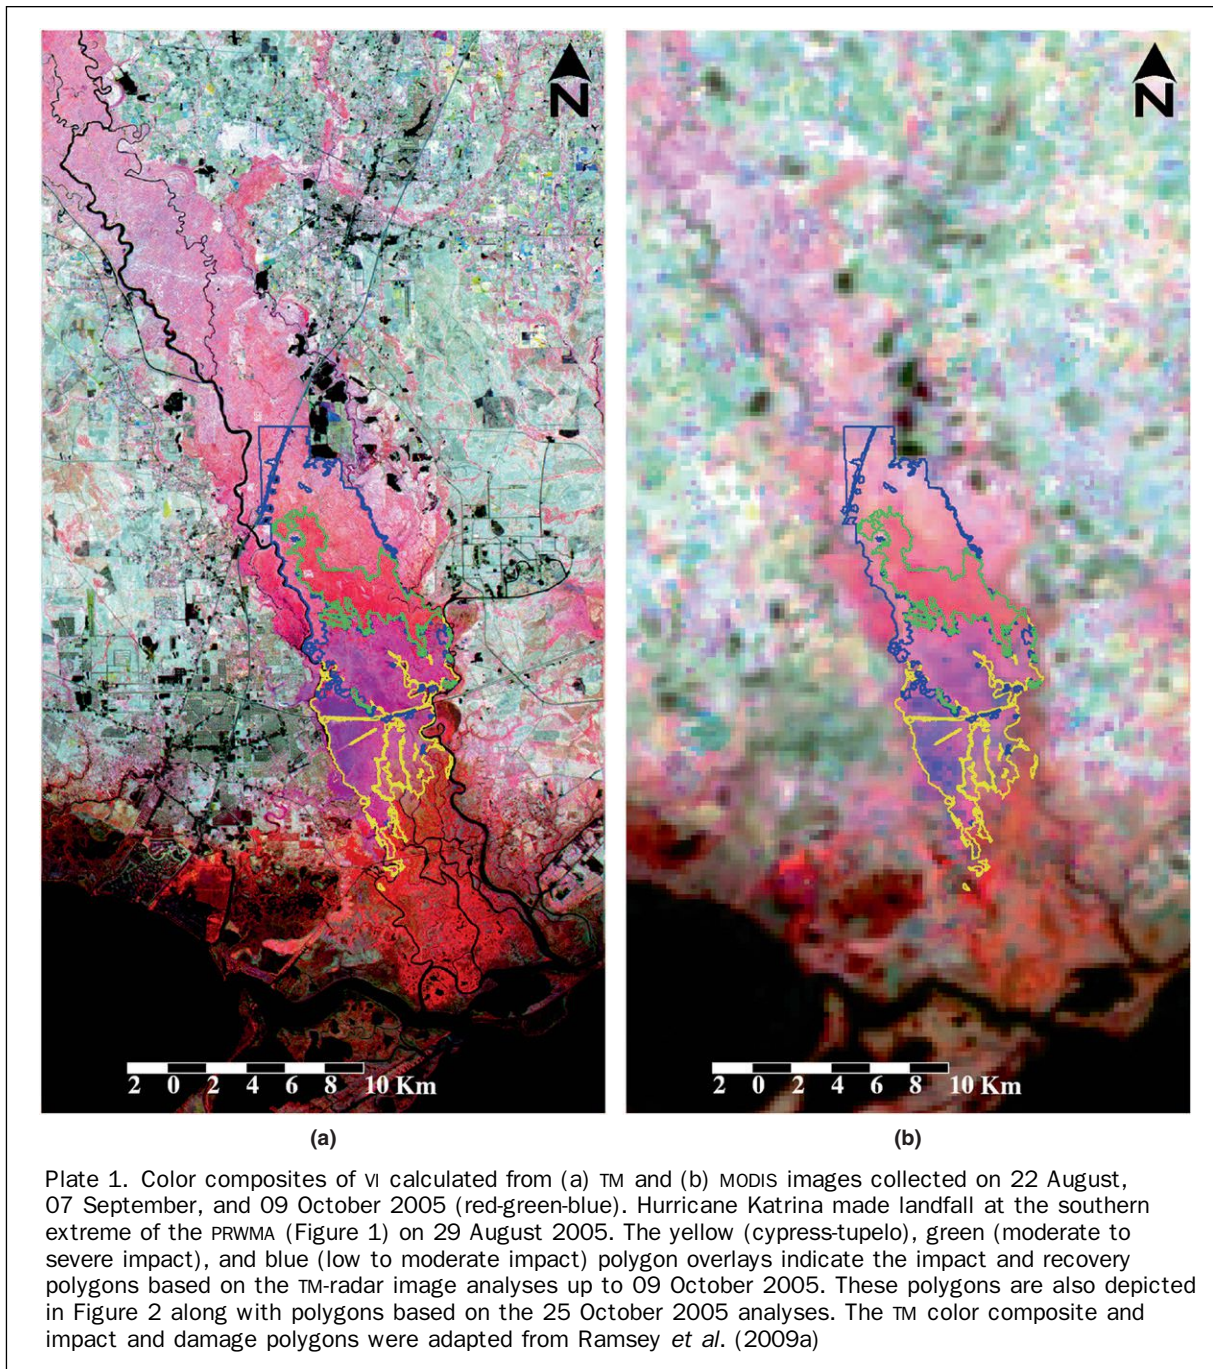 N
N
2 0 2 4 6 8 10 Km
2 0 2 4 6 8 10 Km
(a)
(b)
Plate 1. Color composites of VI calculated from (a) TM and (b) MODIS images collected on 22 August,
07 September, and 09 October 2005 (red-green-blue). Hurricane Katrina made landfall at the southern
extreme of the PRWMA (Figure 1) on 29 August 2005. The yellow (cypress-tupelo), green (moderate to
severe impact), and blue (low to moderate impact) polygon overlays indicate the impact and recovery
polygons based on the TM-radar image analyses up to 09 October 2005. These polygons are also depicted
in Figure 2 along with polygons based on the 25 October 2005 analyses. The TM color composite and
impact and damage polygons were adapted from Ramsey et al. (2009a)